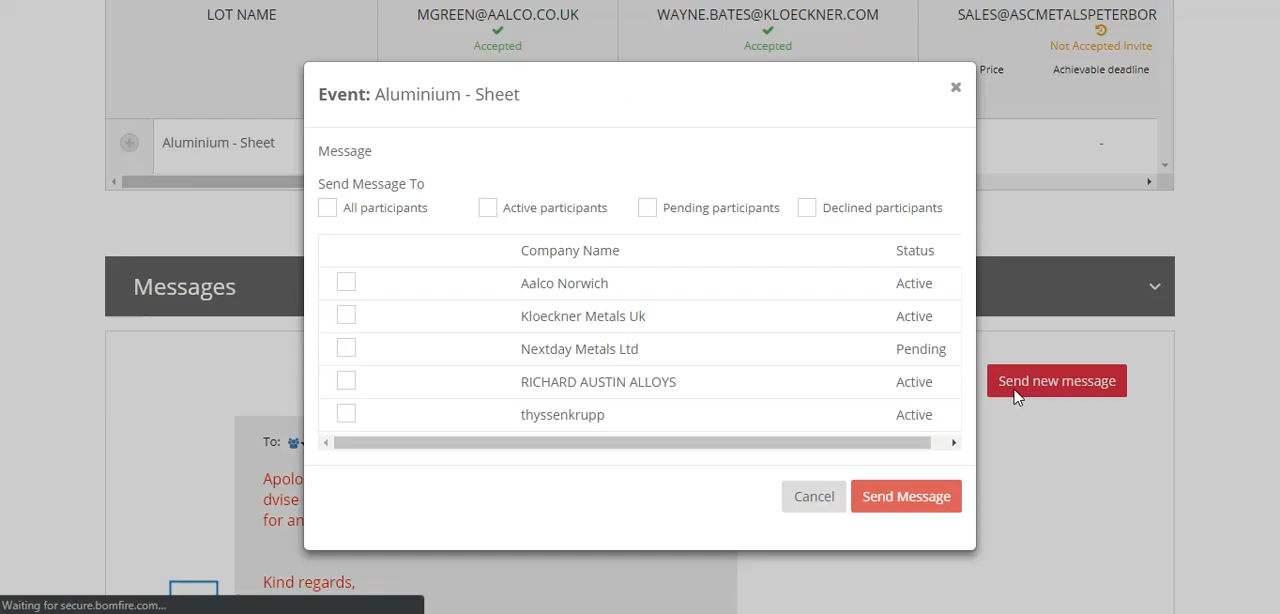 LOT NAME MGREEN@AALCO.CO.UK WAYNE.BATES@KLOECKNER.COM SALES@ASCMETALSPETERBOR
Accepted Accepted Not Accepted Invite
Price Achievable deadline
Event: Aluminium - Sheet
Aluminium - Sheet -
Message
Send Message To
All participants Active participants Pending participants Declined participants
Company Name Status
Aalco Norwich Active
Kloeckner Metals Uk Active
Nextday Metals Ltd Pending
RICHARD AUSTIN ALLOYS Active
thyssenkrupp Active
Cancel Send Message
Messages
Send new message
To:
Apolo
dvise
for an
Kind regards,
Waiting for secure.bomfire.com...